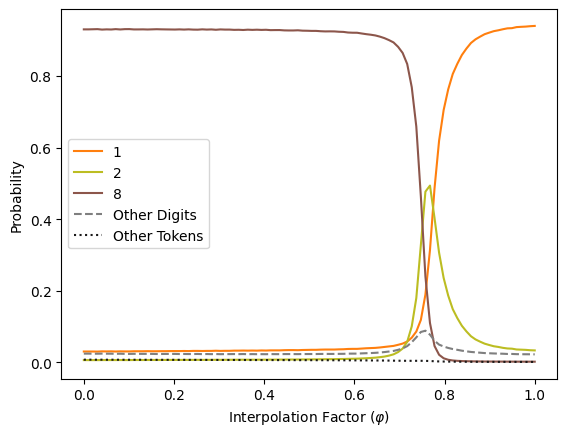 0.8
0.6
0.4
0.2
0.0
Probability
1
2
8
Other Digits
Other Tokens
0.0 0.2 0.4 0.6 0.8 1.0
Interpolation Factor (φ)